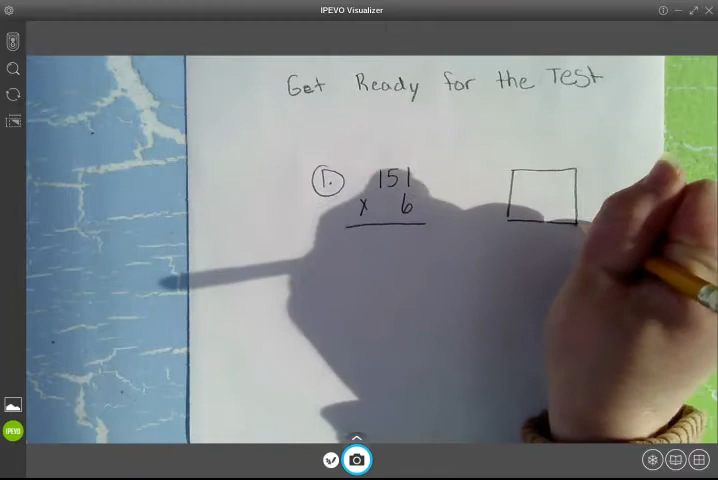 IPEVO Visualizer
Get Ready for the Test
1. 151
x 6
IPEVO